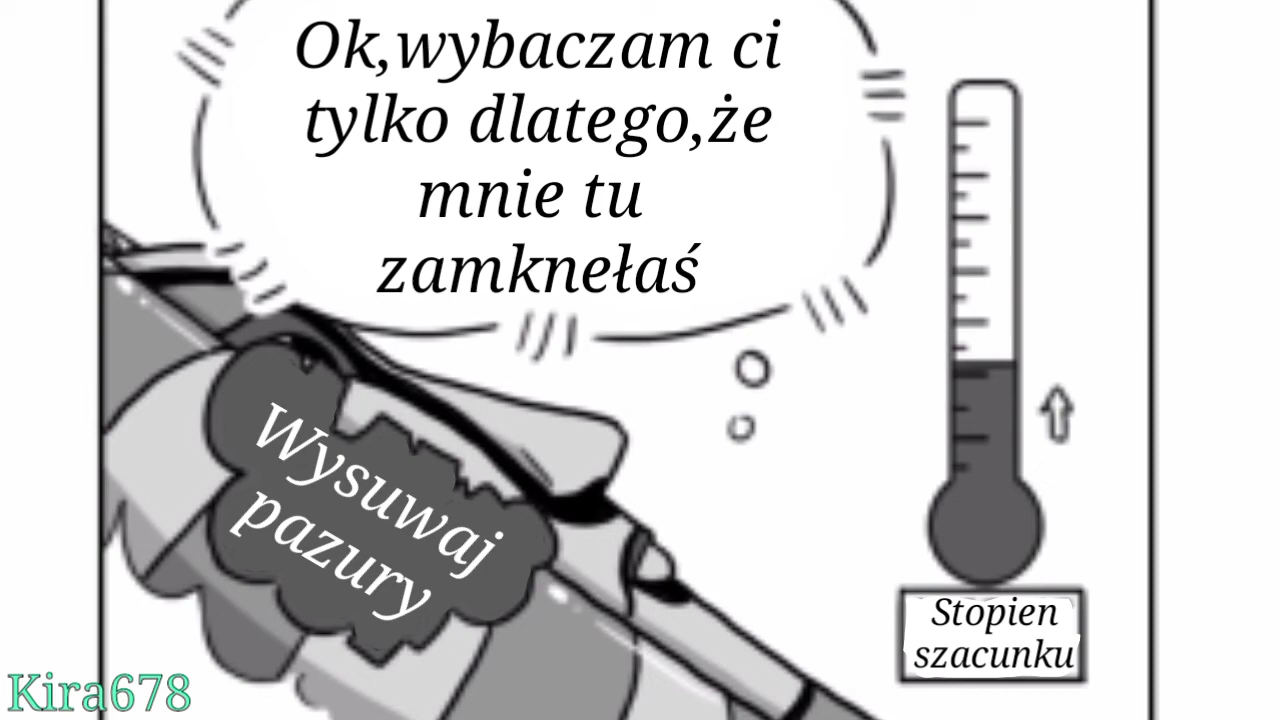 Ok,wybaczam ci
tylko dlatego,że
mnie tu
zamknełaś
Wysuwaj
pazury
Stopien
szacunku
Kira678